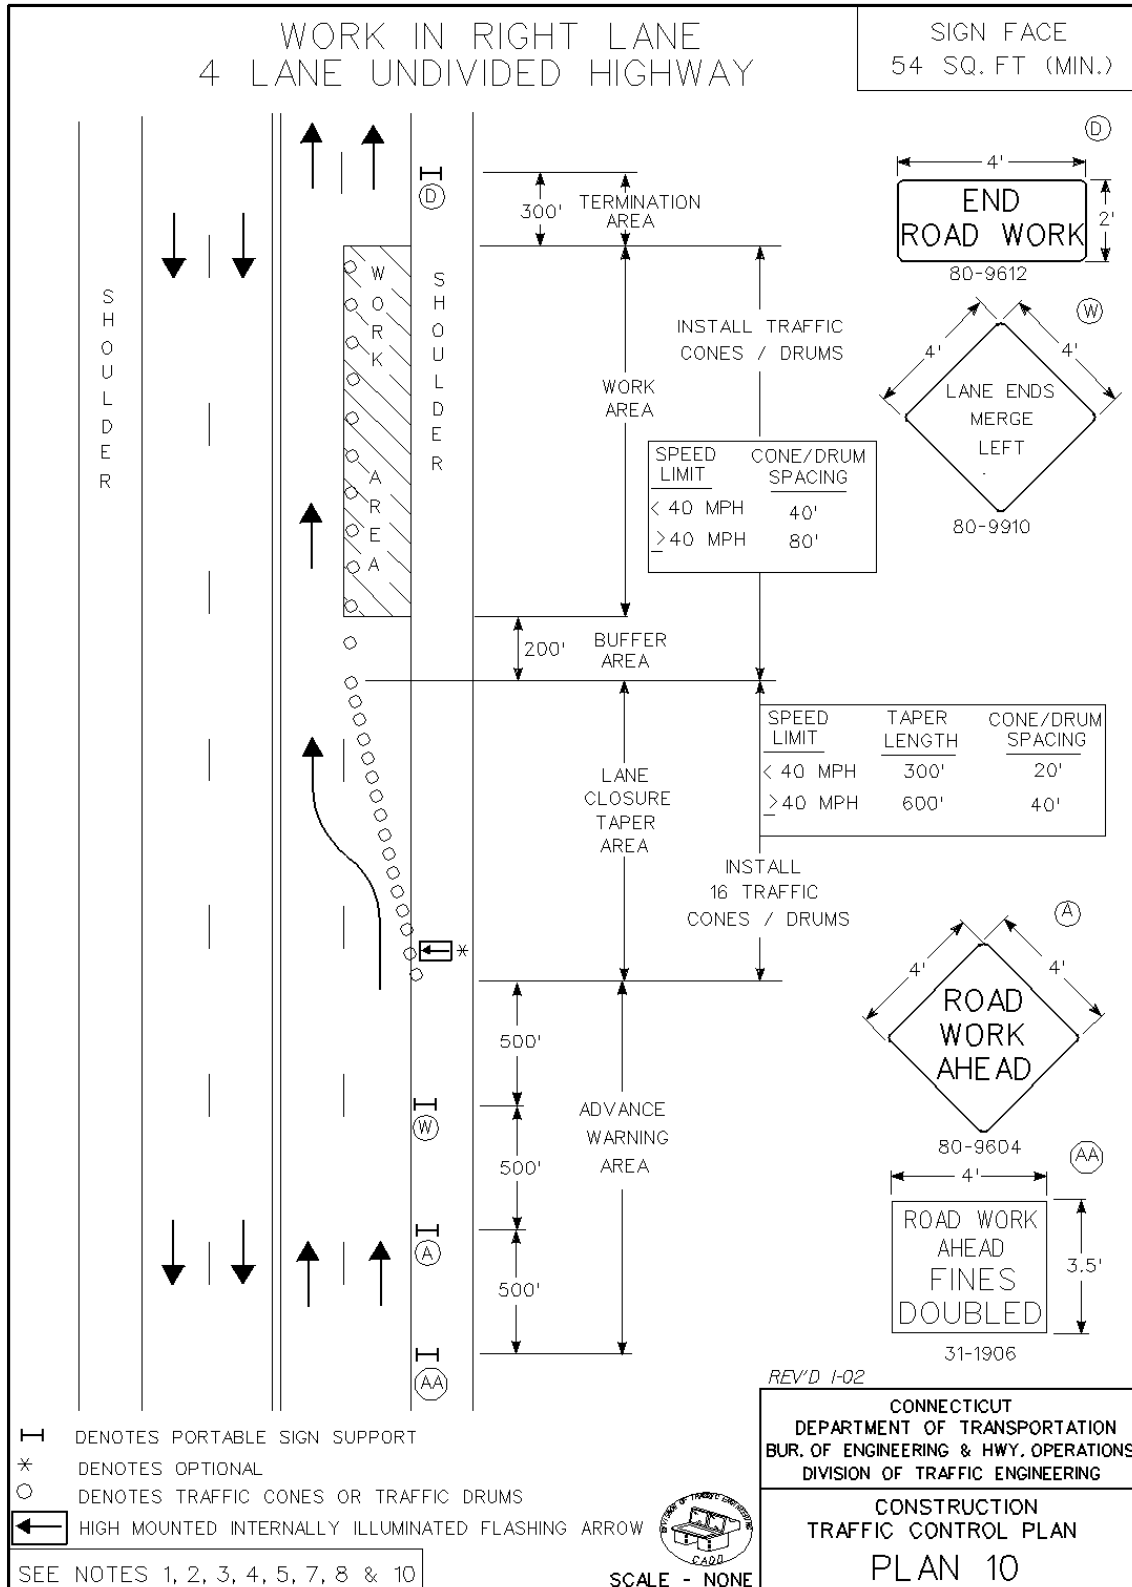 WORK IN RIGHT LANE
4 LANE UNDIVIDED HIGHWAY
SIGN FACE
54 SQ. FT (MIN.)
D
4'
END
ROAD WORK
2'
80-9612
W
4'
4'
LANE ENDS
MERGE
LEFT
80-9910
D
300'
TERMINATION
AREA
SHOULDER
WORK AREA
SHOULDER
INSTALL TRAFFIC
CONES / DRUMS
WORK
AREA
SPEED LIMIT CONE/DRUM SPACING
< 40 MPH 40'
≥40 MPH 80'
200'
BUFFER
AREA
SPEED LIMIT TAPER LENGTH CONE/DRUM SPACING
< 40 MPH 300' 20'
≥40 MPH 600' 40'
LANE
CLOSURE
TAPER
AREA
INSTALL
16 TRAFFIC
CONES / DRUMS
*
A
4'
4'
ROAD
WORK
AHEAD
80-9604
500'
W
500'
ADVANCE
WARNING
AREA
A
500'
AA
AA
4'
ROAD WORK
AHEAD
FINES
DOUBLED
3.5'
31-1906
REV'D 1-02
DENOTES PORTABLE SIGN SUPPORT
* DENOTES OPTIONAL
DENOTES TRAFFIC CONES OR TRAFFIC DRUMS
HIGH MOUNTED INTERNALLY ILLUMINATED FLASHING ARROW
SEE NOTES 1, 2, 3, 4, 5, 7, 8 & 10
DIVISION OF TRAFFIC ENGINEERING
CADD
SCALE - NONE
CONNECTICUT
DEPARTMENT OF TRANSPORTATION
BUR. OF ENGINEERING & HWY. OPERATIONS
DIVISION OF TRAFFIC ENGINEERING
CONSTRUCTION
TRAFFIC CONTROL PLAN
PLAN 10